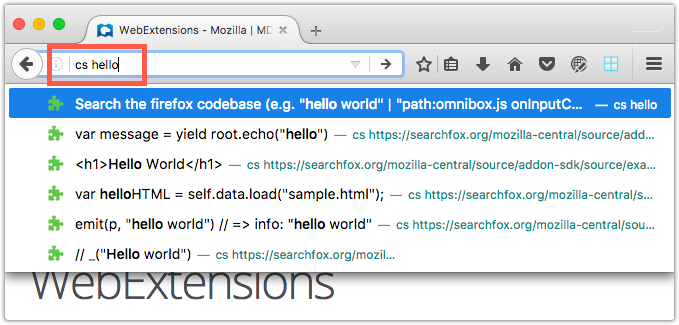 WebExtensions - Mozilla | MD
cs hello
Search the firefox codebase (e.g. "hello world" | "path:omnibox.js onInputC... — cs hello
var message = yield root.echo("hello") — cs https://searchfox.org/mozilla-central/source/add...
<h1>Hello World</h1> — cs https://searchfox.org/mozilla-central/source/addon-sdk/source/exa...
var helloHTML = self.data.load("sample.html"); — cs https://searchfox.org/mozilla-central/s...
emit(p, "hello world") // => info: "hello world" — cs https://searchfox.org/mozilla-central/sou...
// _("Hello world") — cs https://searchfox.org/mozil...
WebExtensions